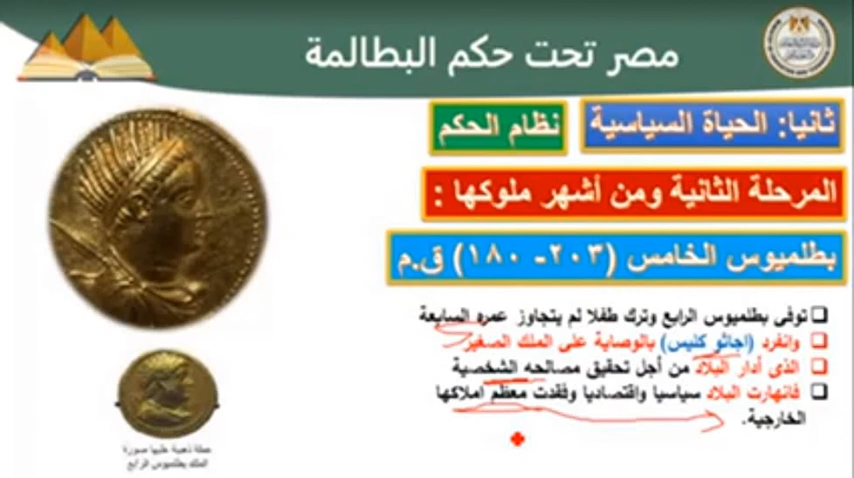 مصر تحت حكم البطالمة
ثانيا: الحياة السياسية
نظام الحكم
المرحلة الثانية ومن أشهر ملوكها :
بطلميوس الخامس (٢٠٣- ١٨٠) ق.م
توفى بطلميوس الرابع وترك طفلا لم يتجاوز عمره السابعة
وانفرد (اجاثو كليس) بالوصاية على الملك الصغير
الذى أدار البلاد من أجل تحقيق مصالحه الشخصية
فانهارت البلاد سياسيا واقتصاديا وفقدت معظم املاكها
الخارجية.
عملة ذهبية عليها صورة
الملك بطلميوس الرابع